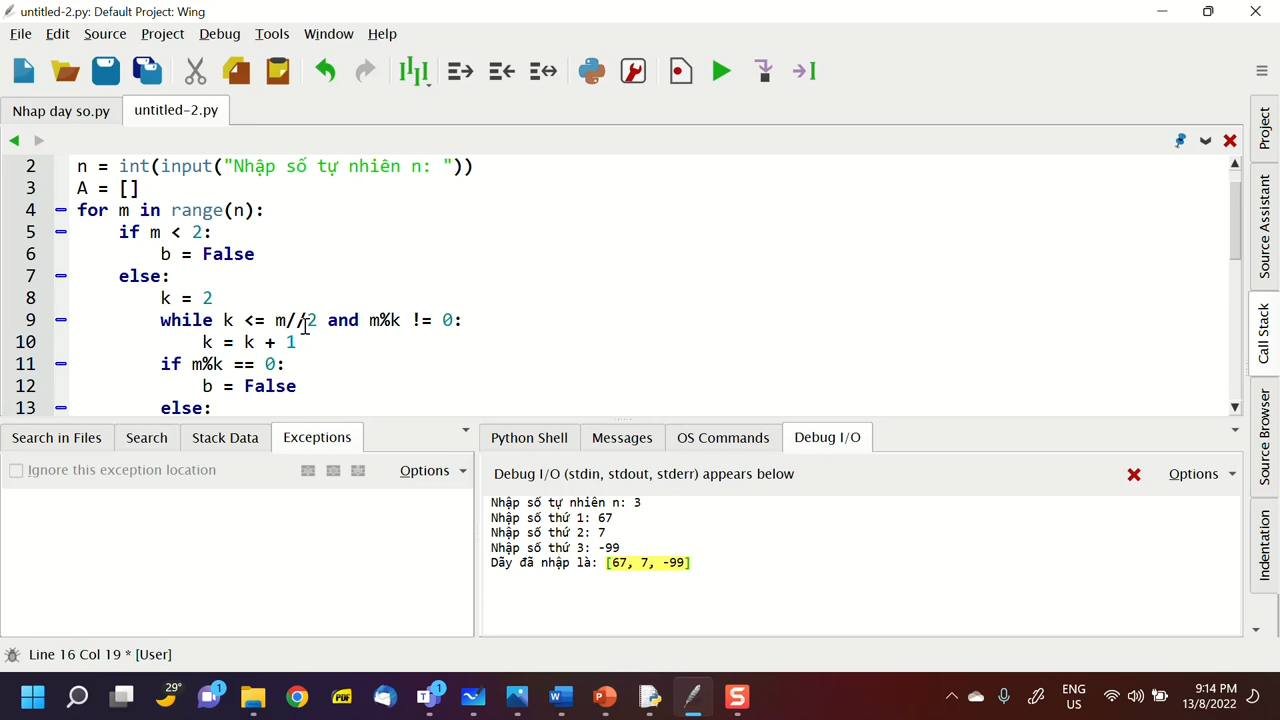 untitled-2.py: Default Project: Wing
File Edit Source Project Debug Tools Window Help
Nhap day so.py untitled-2.py
2 n = int(input("Nhập số tự nhiên n: "))
3 A = []
4 for m in range(n):
5 if m < 2:
6 b = False
7 else:
8 k = 2
9 while k <= m//2 and m%k != 0:
10 k = k + 1
11 if m%k == 0:
12 b = False
13 else:
Project
Source Assistant
Call Stack
Source Browser
Indentation
Search in Files Search Stack Data Exceptions
Ignore this exception location Options
Python Shell Messages OS Commands Debug I/O
Debug I/O (stdin, stdout, stderr) appears below Options
Nhập số tự nhiên n: 3
Nhập số thứ 1: 67
Nhập số thứ 2: 7
Nhập số thứ 3: -99
Dãy đã nhập là: [67, 7, -99]
Line 16 Col 19 * [User]
29°
1
PDF
1
ENG
US
9:14 PM
13/8/2022